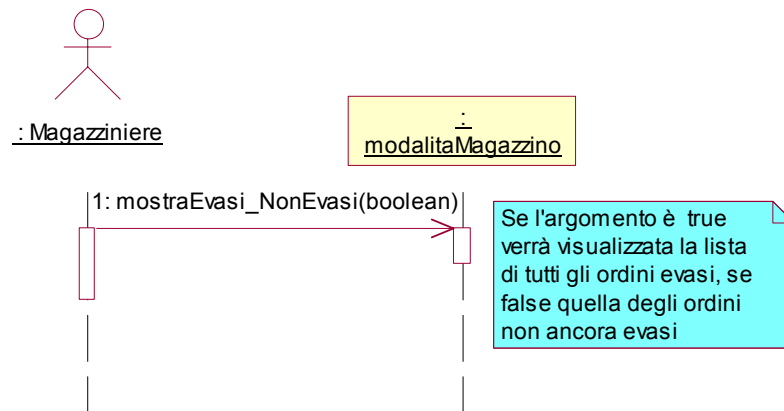 : Magazziniere
:
modalitaMagazzino
1: mostraEvasi_NonEvasi(boolean)
Se l'argomento è true
verrà visualizzata la lista
di tutti gli ordini evasi, se
false quella degli ordini
non ancora evasi